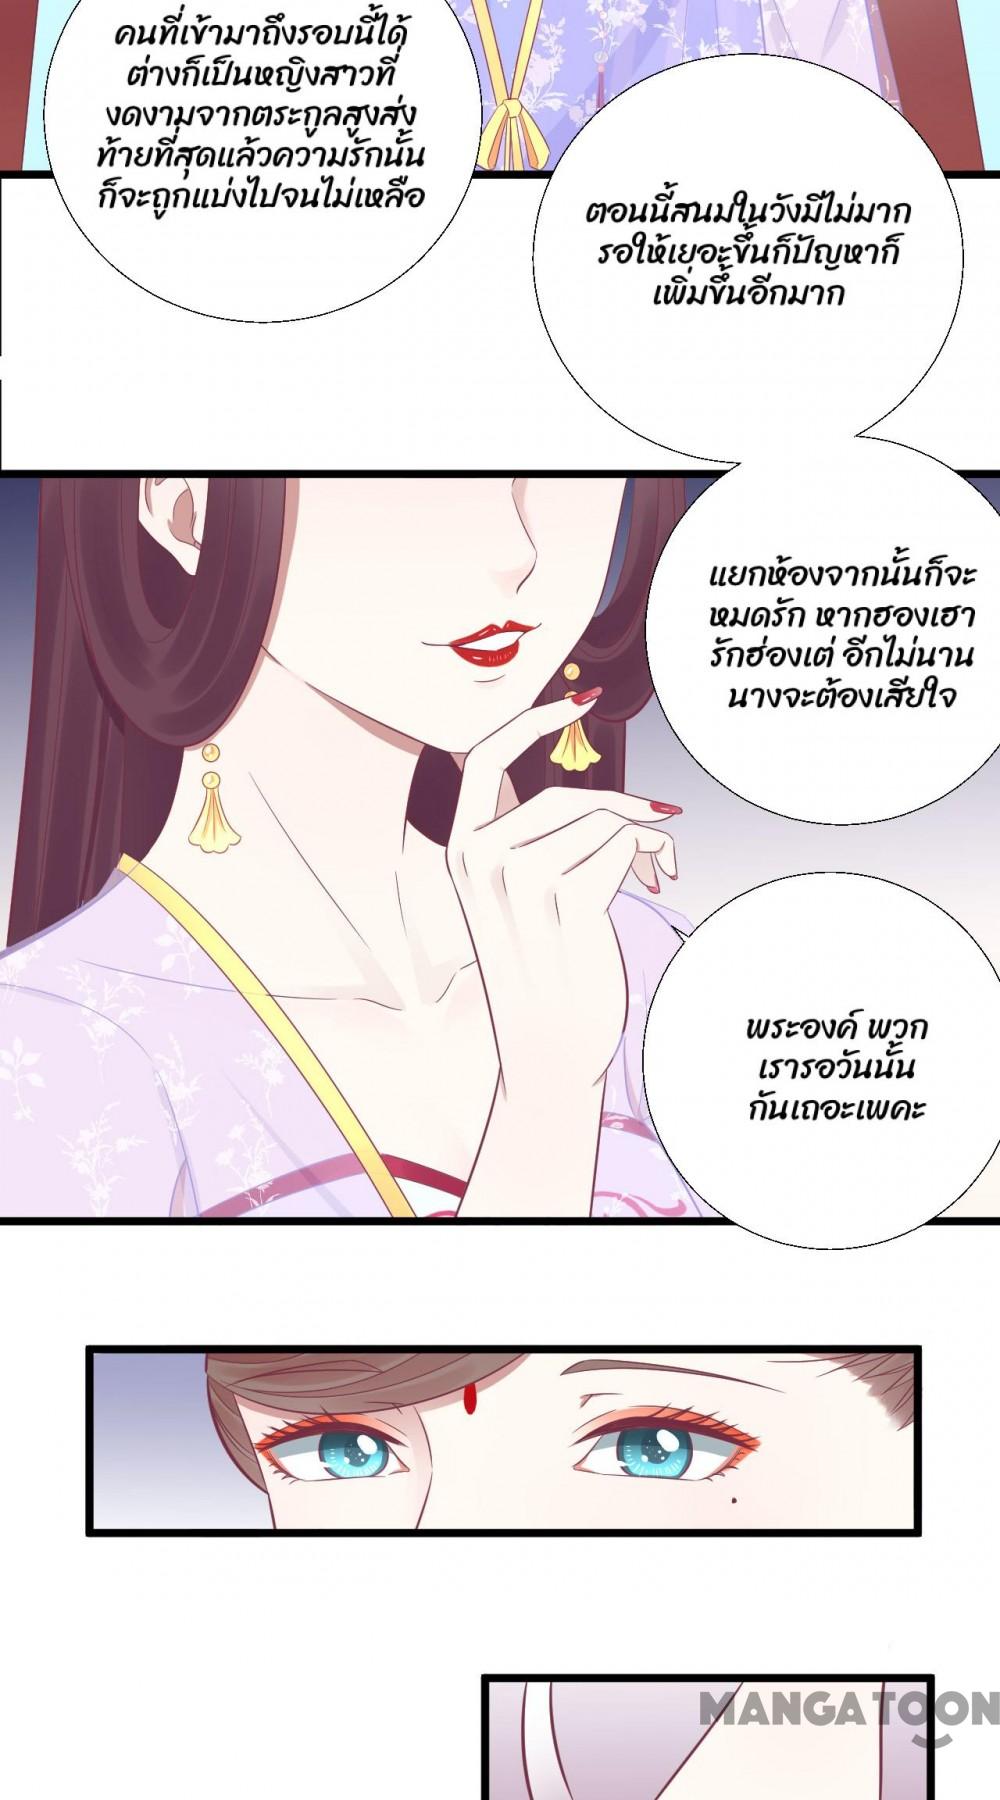 คนที่เข้ามาถึงรอบนี้ได้
ต่างก็เป็นหญิงสาวที่
งดงามจากตระกูลสูงส่ง
ท้ายที่สุดแล้วความรักนั้น
ก็จะถูกแบ่งไปจนไม่เหลือ
ตอนนี้สนมในวังมีไม่มาก
รอให้เยอะขึ้นก็ปัญหาก็
เพิ่มขึ้นอีกมาก
แยกห้องจากนั้นก็จะ
หมดรัก หากฮองเฮา
รักฮ่องเต่ อีกไม่นาน
นางจะต้องเสียใจ
พระองค์ พวก
เรารอวันนั้น
กันเถอะเพคะ
MANGATOON